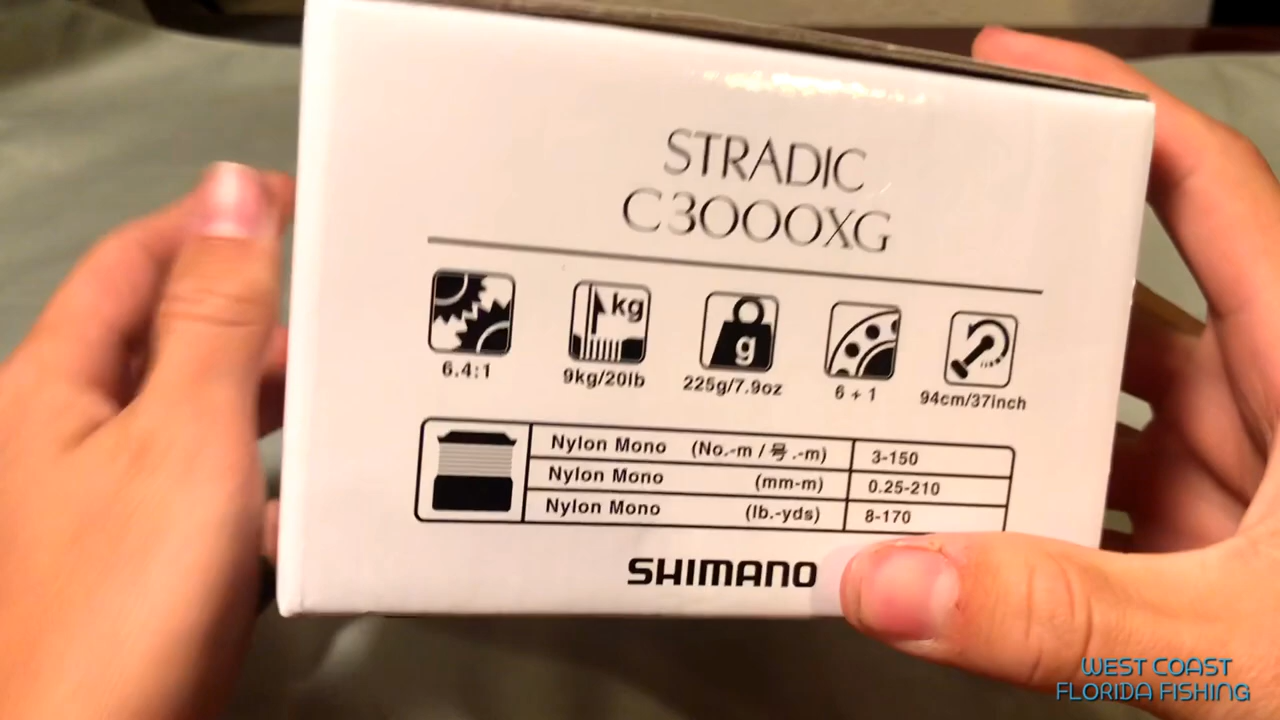 STRADIC
C3000XG
kg
g
6.4:1 9kg/20lb 225g/7.9oz 6 + 1 94cm/37inch
Nylon Mono (No.-m / 号.-m) 3-150
Nylon Mono (mm-m) 0.25-210
Nylon Mono (lb.-yds) 8-170
SHIMANO
WEST COAST
FLORIDA FISHING